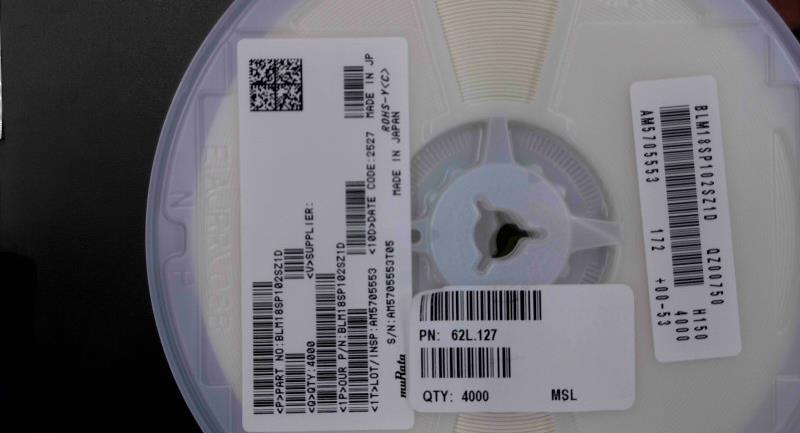 <P>PART NO:BLM18SP102SZ1D
<Q>QTY:4000
<V>SUPPLIER:
<1P>OUR P/N:BLM18SP102SZ1D
<1T>LOT/INSP:AM5705553 <10D>DATE CODE:2527 MADE IN JP
ROHS-Y<C>
S/N:AM5705553T05 MADE IN JAPAN
muRata
PN: 62L.127
QTY: 4000 MSL
BLM18SP102SZ1D QZ00750 H150
4000
AM5705553 172 +00-53